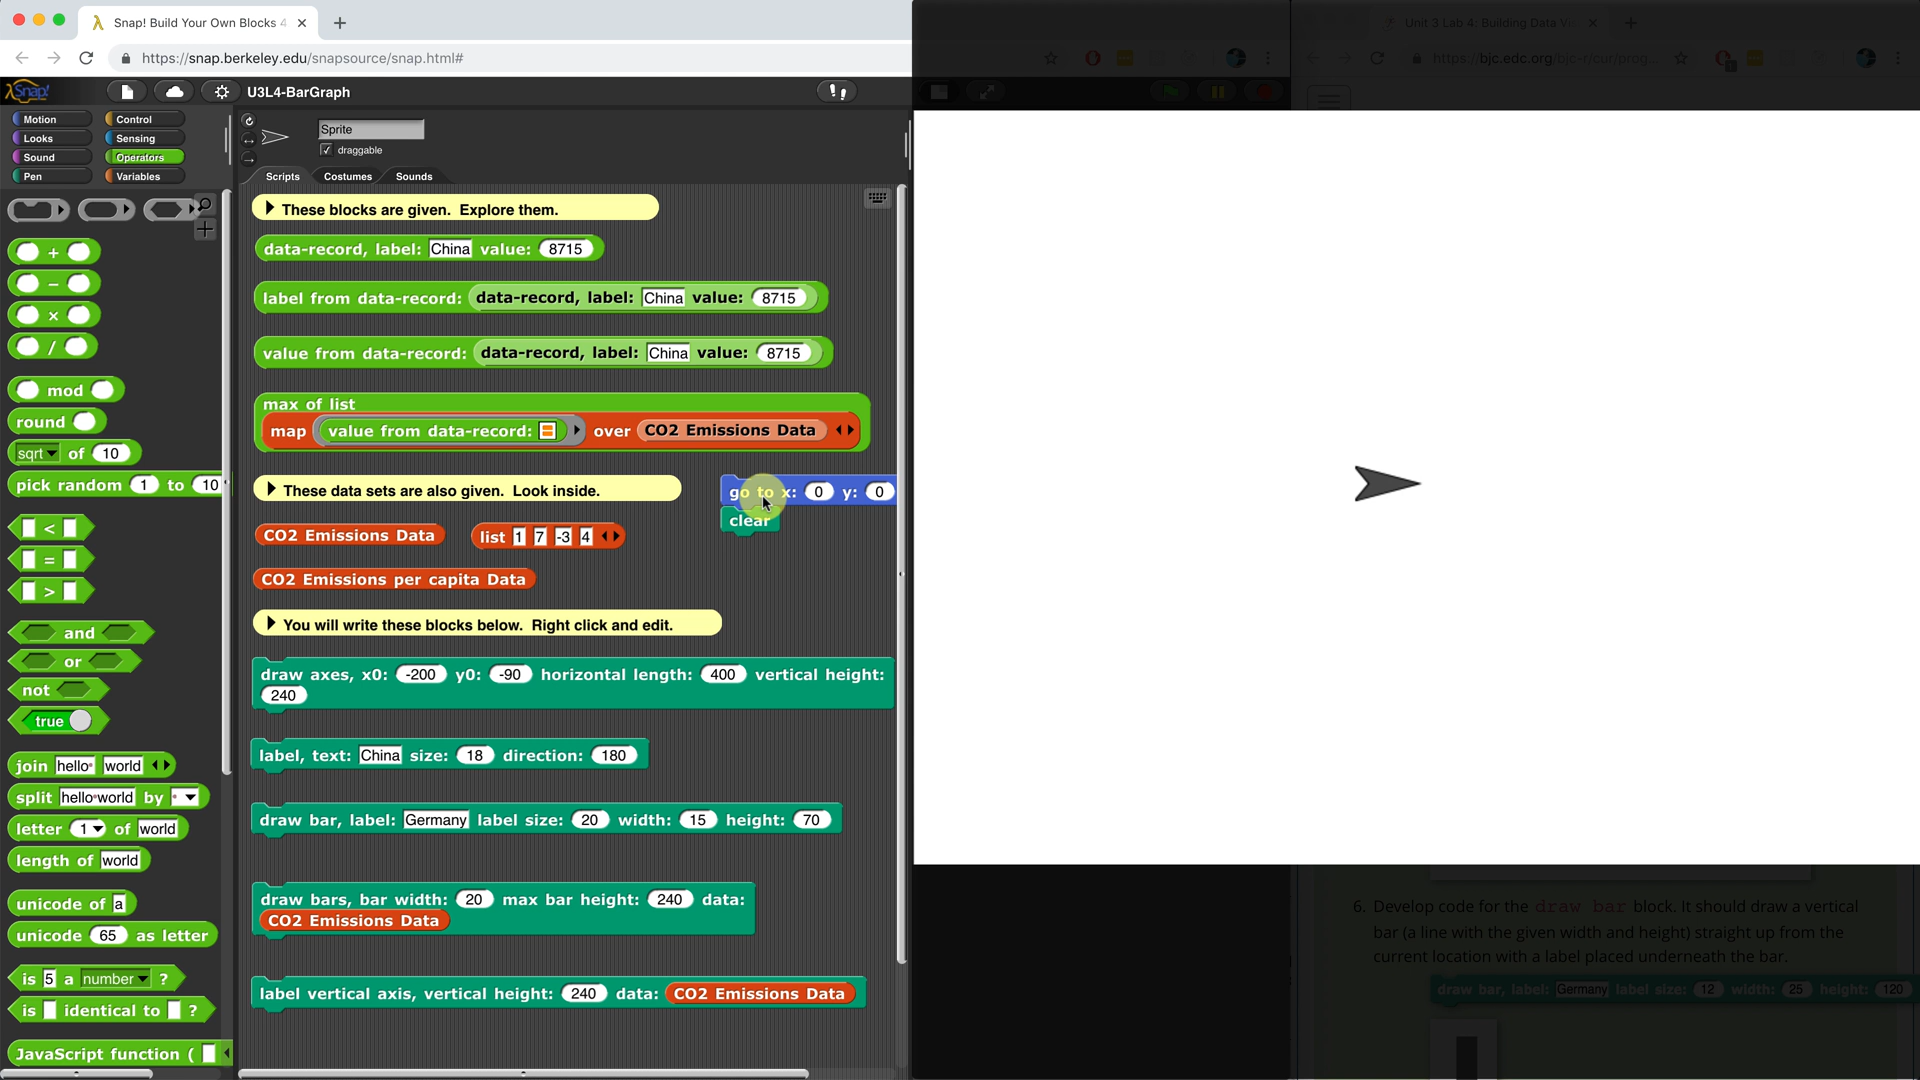 Snap! Build Your Own Blocks 4
Unit 3 Lab 4: Building Data V
https://snap.berkeley.edu/snapsource/snap.html#
https://bjc.edc.org/bjc-r/cur/prog...
Snap!
U3L4-BarGraph
Motion
Control
Looks
Sensing
Sound
Operators
Pen
Variables
Sprite
draggable
Scripts
Costumes
Sounds
+
−
×
/
mod
round
sqrt of 10
pick random 1 to 10
<
=
>
and
or
not
true
join hello world
split hello world by
letter 1 of world
length of world
unicode of a
unicode 65 as letter
is 5 a number ?
is identical to ?
JavaScript function (
These blocks are given. Explore them.
data-record, label: China value: 8715
label from data-record: data-record, label: China value: 8715
value from data-record: data-record, label: China value: 8715
max of list
map value from data-record: over CO2 Emissions Data
These data sets are also given. Look inside.
go to x: 0 y: 0
clear
CO2 Emissions Data
list 1 7 -3 4
CO2 Emissions per capita Data
You will write these blocks below. Right click and edit.
draw axes, x0: -200 y0: -90 horizontal length: 400 vertical height:
240
label, text: China size: 18 direction: 180
draw bar, label: Germany label size: 20 width: 15 height: 70
draw bars, bar width: 20 max bar height: 240 data:
CO2 Emissions Data
label vertical axis, vertical height: 240 data: CO2 Emissions Data
6. Develop code for the draw bar block. It should draw a vertical
bar (a line with the given width and height) straight up from the
current location with a label placed underneath the bar.
draw bar, label: Germany label size: 12 width: 25 height: 120